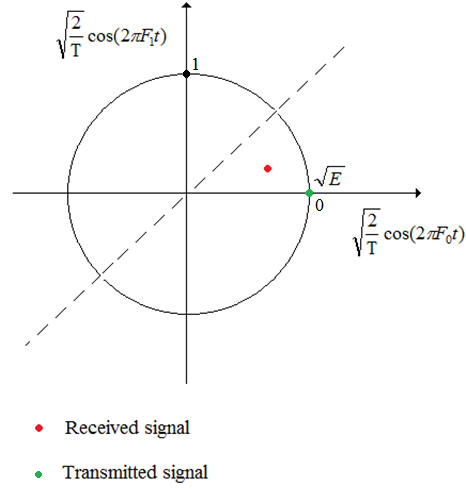 √(2/T) cos(2πF₁t)
1
√E
0
√(2/T) cos(2πF₀t)
Received signal
Transmitted signal